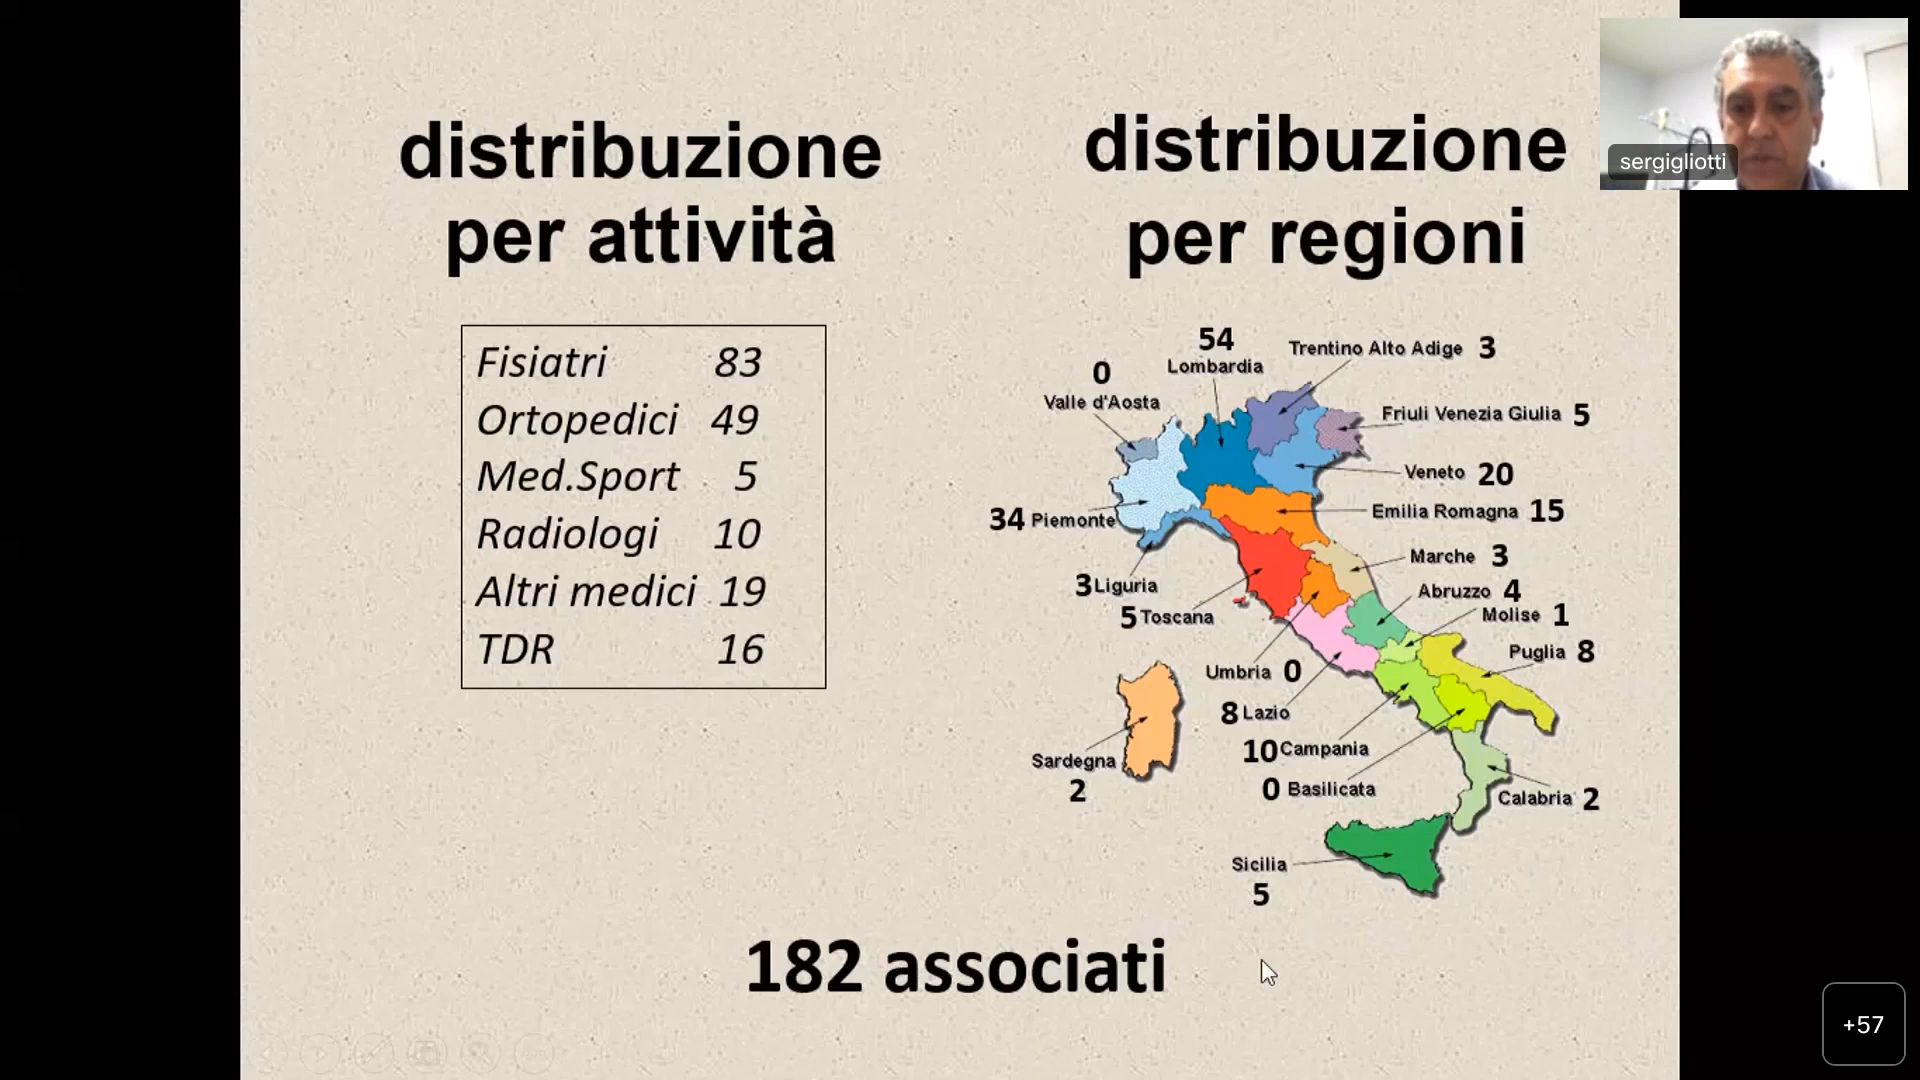 distribuzione
per attività
Fisiatri 83
Ortopedici 49
Med.Sport 5
Radiologi 10
Altri medici 19
TDR 16
distribuzione
per regioni
54
Lombardia
Trentino Alto Adige 3
0
Valle d'Aosta
Friuli Venezia Giulia 5
Veneto 20
34 Piemonte
Emilia Romagna 15
Marche 3
3 Liguria
Abruzzo 4
5 Toscana
Molise 1
Puglia 8
Umbria 0
8 Lazio
10 Campania
Sardegna
2
0 Basilicata
Calabria 2
Sicilia
5
182 associati
sergigliotti
+57